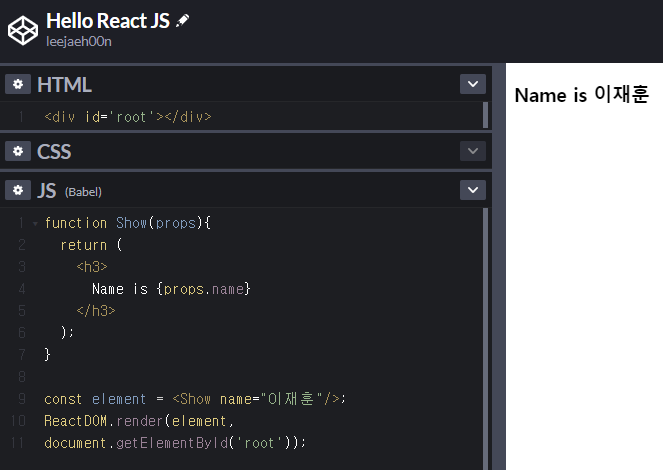 Hello React JS
leejaeh00n
HTML
1 <div id='root'></div>
CSS
JS (Babel)
1 function Show(props){
2   return (
3     <h3>
4       Name is {props.name}
5     </h3>
6   );
7 }
8
9 const element = <Show name="이재훈"/>;
10 ReactDOM.render(element,
11 document.getElementById('root'));
Name is 이재훈